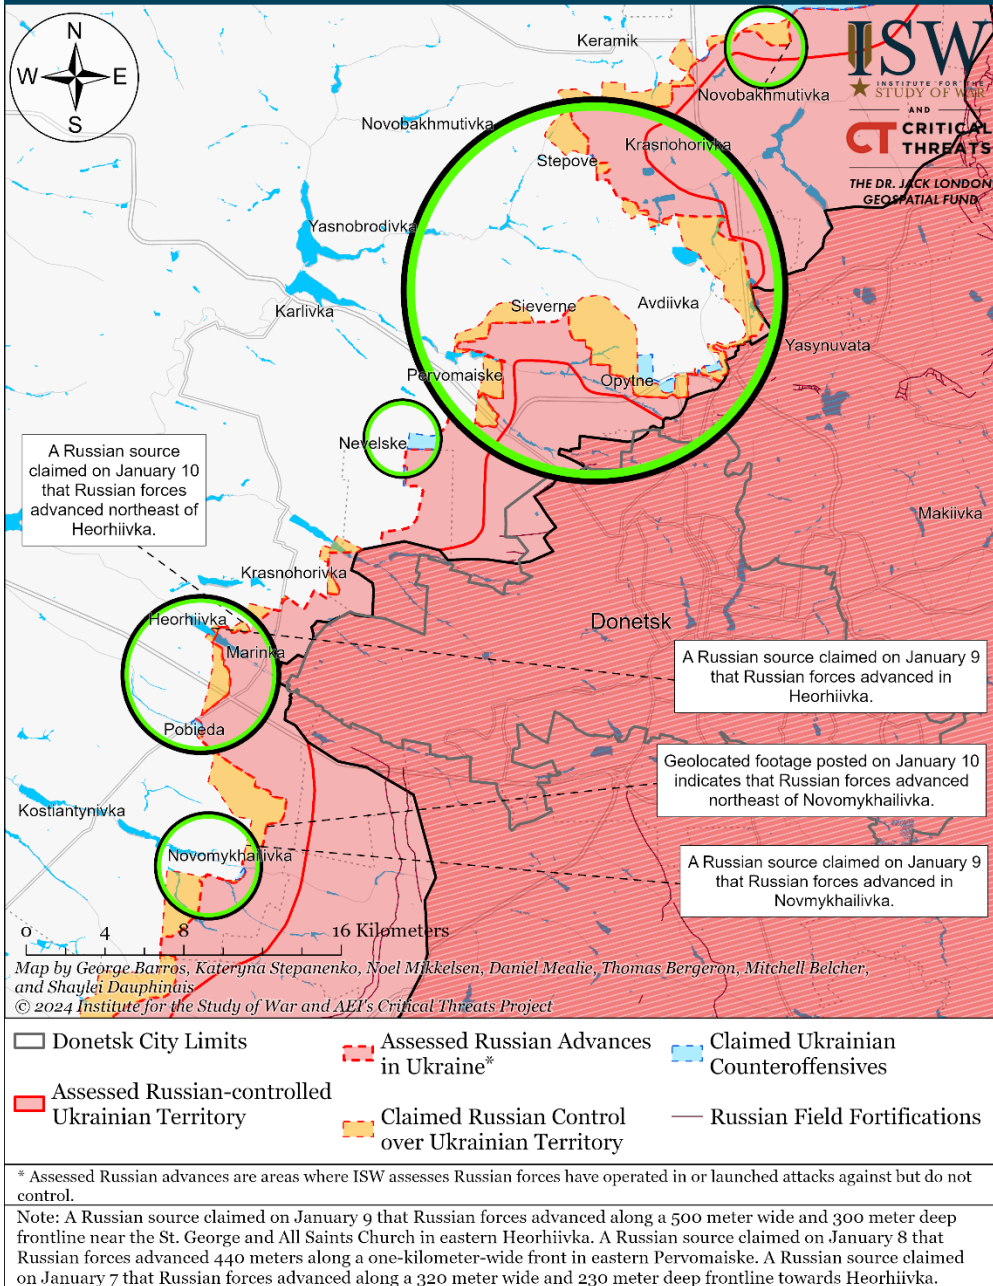 N
W E
S
Keramik
ISW
INSTITUTE FOR THE
STUDY OF WAR
AND
CT CRITICAL
THREATS
THE DR. JACK LONDON
GEOSPATIAL FUND
Novobakhmutivka
Novobakhmutivka
Krasnohorivka
Stepove
Yasnobrodivka
Sieverne
Avdiivka
Karlivka
Yasynuvata
Pervomaiske
Opytne
Nevelske
A Russian source
claimed on January 10
that Russian forces
advanced northeast of
Heorhiivka.
Makiivka
Krasnohorivka
Heorhiivka
Donetsk
Marinka
A Russian source claimed on January 9
that Russian forces advanced in
Heorhiivka.
Pobieda
Geolocated footage posted on January 10
indicates that Russian forces advanced
northeast of Novomykhailivka.
Kostiantynivka
Novomykhailivka
A Russian source claimed on January 9
that Russian forces advanced in
Novmykhailivka.
0 4 8 16 Kilometers
Map by George Barros, Kateryna Stepanenko, Noel Mikkelsen, Daniel Mealie, Thomas Bergeron, Mitchell Belcher,
and Shaylei Dauphinais
© 2024 Institute for the Study of War and AEI's Critical Threats Project
Donetsk City Limits
Assessed Russian-controlled
Ukrainian Territory
Assessed Russian Advances
in Ukraine*
Claimed Russian Control
over Ukrainian Territory
Claimed Ukrainian
Counteroffensives
Russian Field Fortifications
* Assessed Russian advances are areas where ISW assesses Russian forces have operated in or launched attacks against but do not
control.
Note: A Russian source claimed on January 9 that Russian forces advanced along a 500 meter wide and 300 meter deep
frontline near the St. George and All Saints Church in eastern Heorhiivka. A Russian source claimed on January 8 that
Russian forces advanced 440 meters along a one-kilometer-wide front in eastern Pervomaiske. A Russian source claimed
on January 7 that Russian forces advanced along a 320 meter wide and 230 meter deep frontline towards Heorhiivka.